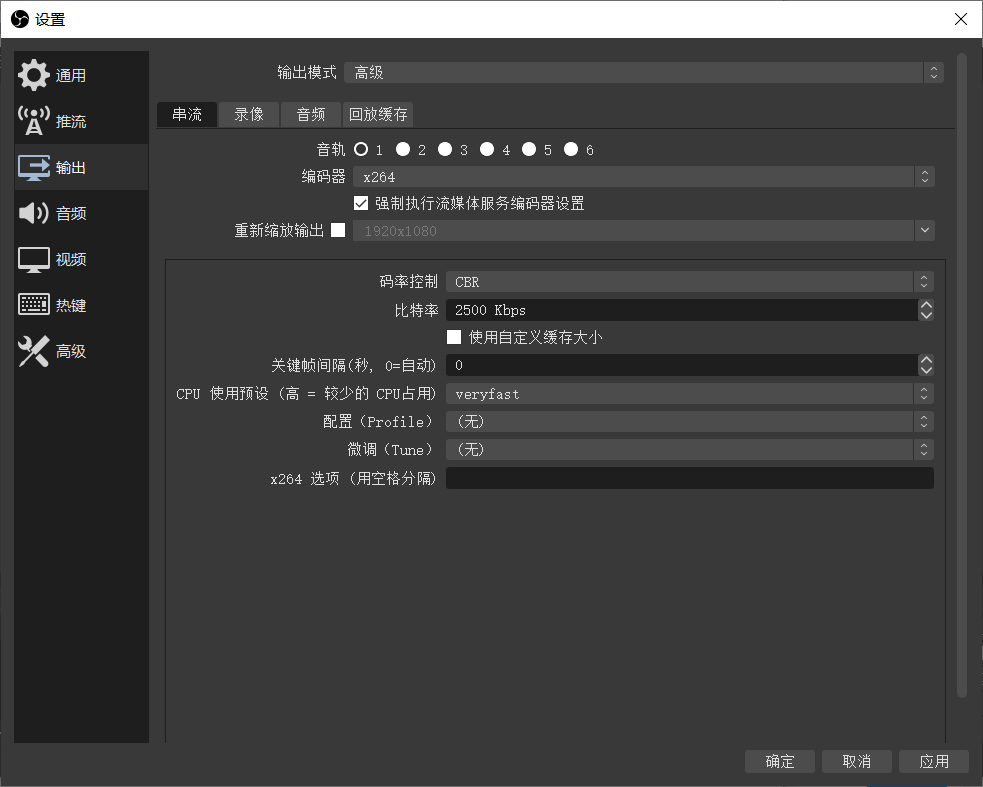 设置
通用
推流
输出
音频
视频
热键
高级
输出模式 高级
串流 录像 音频 回放缓存
音轨 1 2 3 4 5 6
编码器 x264
强制执行流媒体服务编码器设置
重新缩放输出 1920x1080
码率控制 CBR
比特率 2500 Kbps
使用自定义缓存大小
关键帧间隔(秒, 0=自动) 0
CPU 使用预设 (高 = 较少的 CPU占用) veryfast
配置（Profile） (无)
微调（Tune） (无)
x264 选项 (用空格分隔)
确定 取消 应用